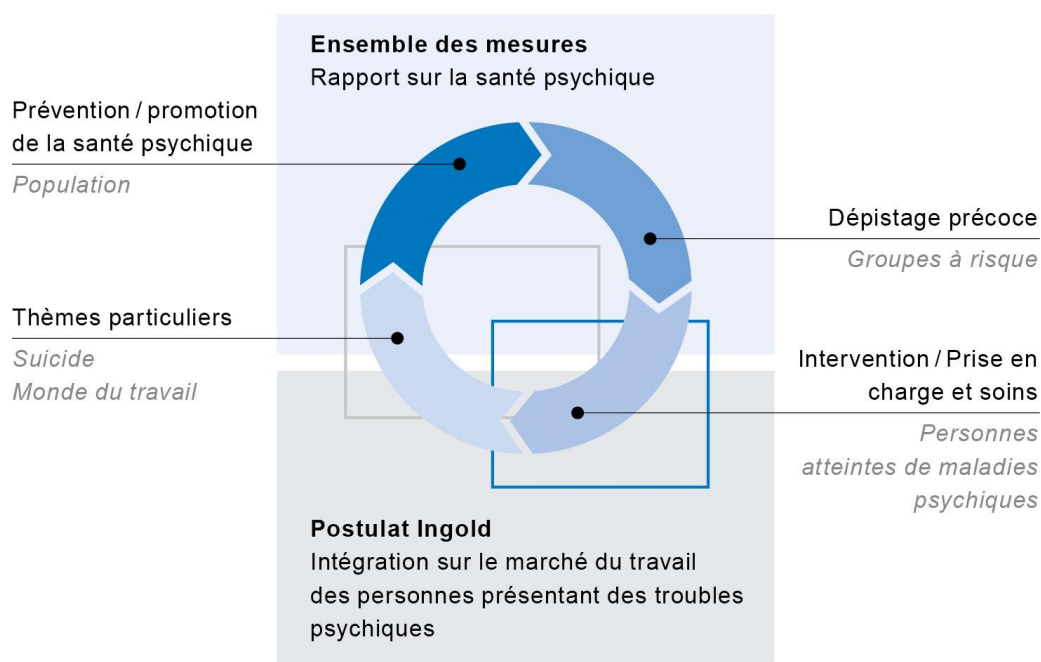 Ensemble des mesures
Rapport sur la santé psychique
Prévention / promotion
de la santé psychique
Population
Dépistage précoce
Groupes à risque
Thèmes particuliers
Suicide
Monde du travail
Intervention / Prise en
charge et soins
Personnes
atteintes de maladies
psychiques
Postulat Ingold
Intégration sur le marché du travail
des personnes présentant des troubles
psychiques